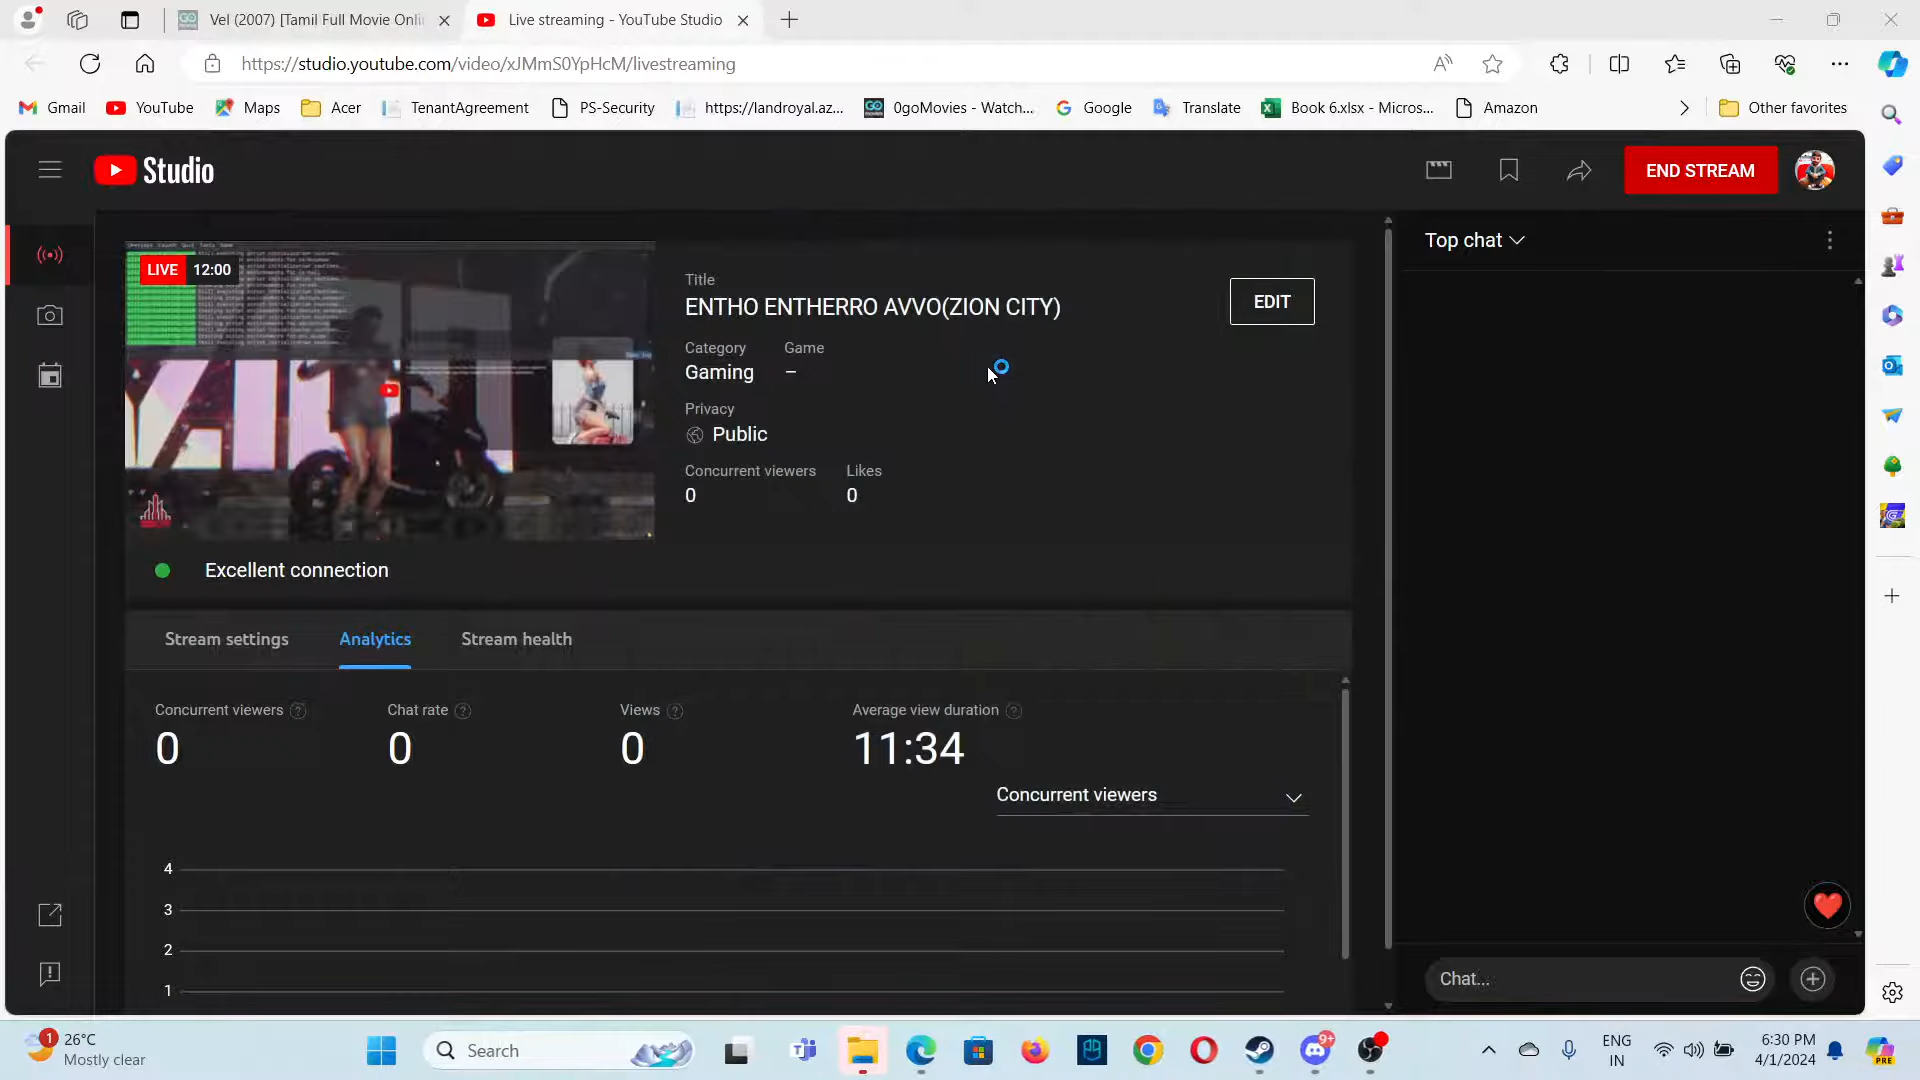 Vel (2007) [Tamil Full Movie Onli
Live streaming - YouTube Studio
https://studio.youtube.com/video/xJMmS0YpHcM/livestreaming
Gmail
YouTube
Maps
Acer
TenantAgreement
PS-Security
https://landroyal.az...
0goMovies - Watch...
Google
Translate
Book 6.xlsx - Micros...
Amazon
Other favorites
Studio
END STREAM
LIVE 12:00
Title
ENTHO ENTHERRO AVVO(ZION CITY)
EDIT
Category Game
Gaming –
Privacy
Public
Concurrent viewers Likes
0 0
Excellent connection
Top chat
Stream settings Analytics Stream health
Concurrent viewers Chat rate Views Average view duration
0 0 0 11:34
Concurrent viewers
4
3
2
1
Chat...
1
26°C
Mostly clear
Search
9+
ENG
IN
6:30 PM
4/1/2024
PRE